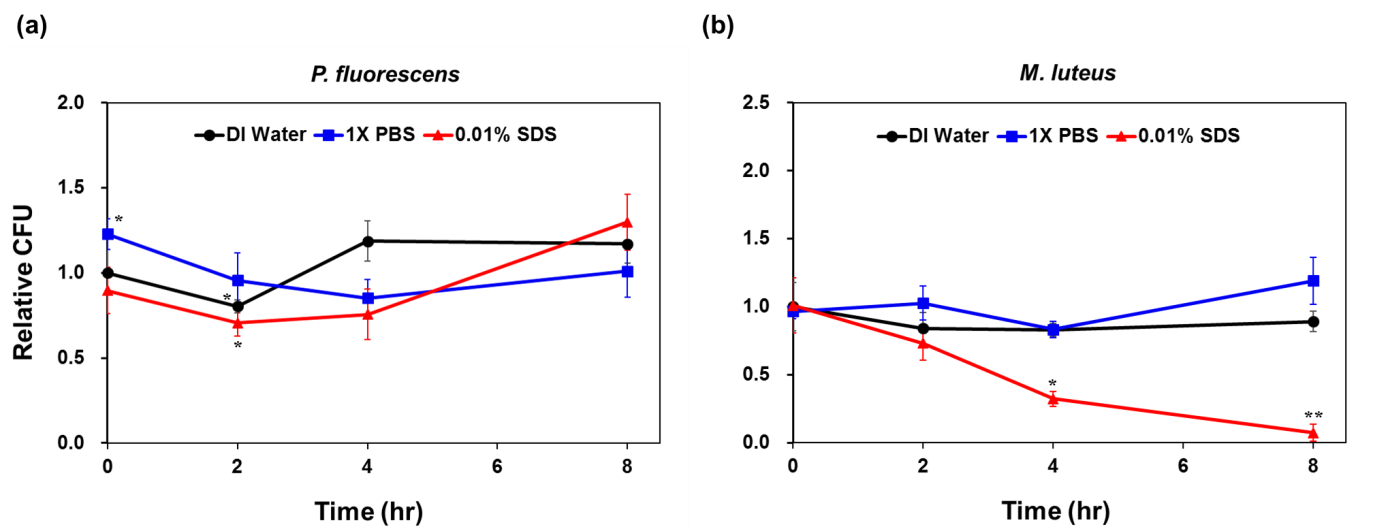 (a)
P. fluorescens
DI Water 1X PBS 0.01% SDS
2.0
1.5
1.0
0.5
0.0
*
*
*
0 2 4 6 8
Relative CFU
Time (hr)
(b)
M. luteus
DI Water 1X PBS 0.01% SDS
2.5
2.0
1.5
1.0
0.5
0.0
*
**
0 2 4 6 8
Time (hr)